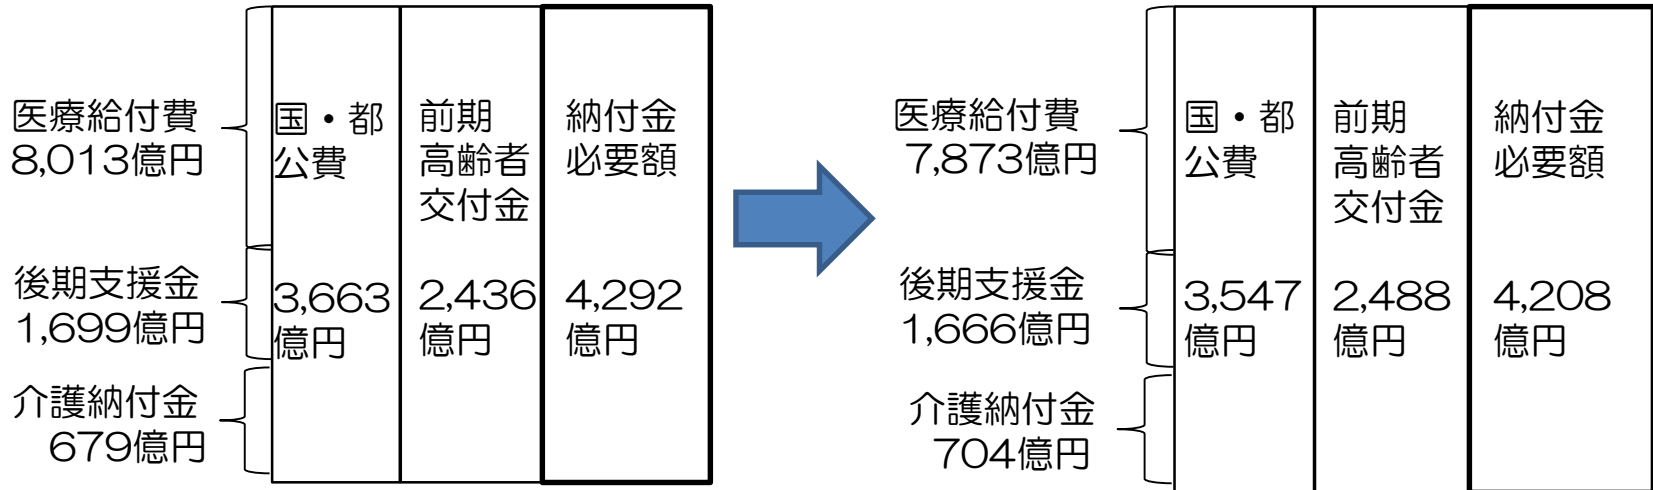 医療給付費
8,013億円
後期支援金
1,699億円
介護納付金
679億円
国・都
公費
3,663
億円
前期
高齢者
交付金
2,436
億円
納付金
必要額
4,292
億円
医療給付費
7,873億円
後期支援金
1,666億円
介護納付金
704億円
国・都
公費
3,547
億円
前期
高齢者
交付金
2,488
億円
納付金
必要額
4,208
億円